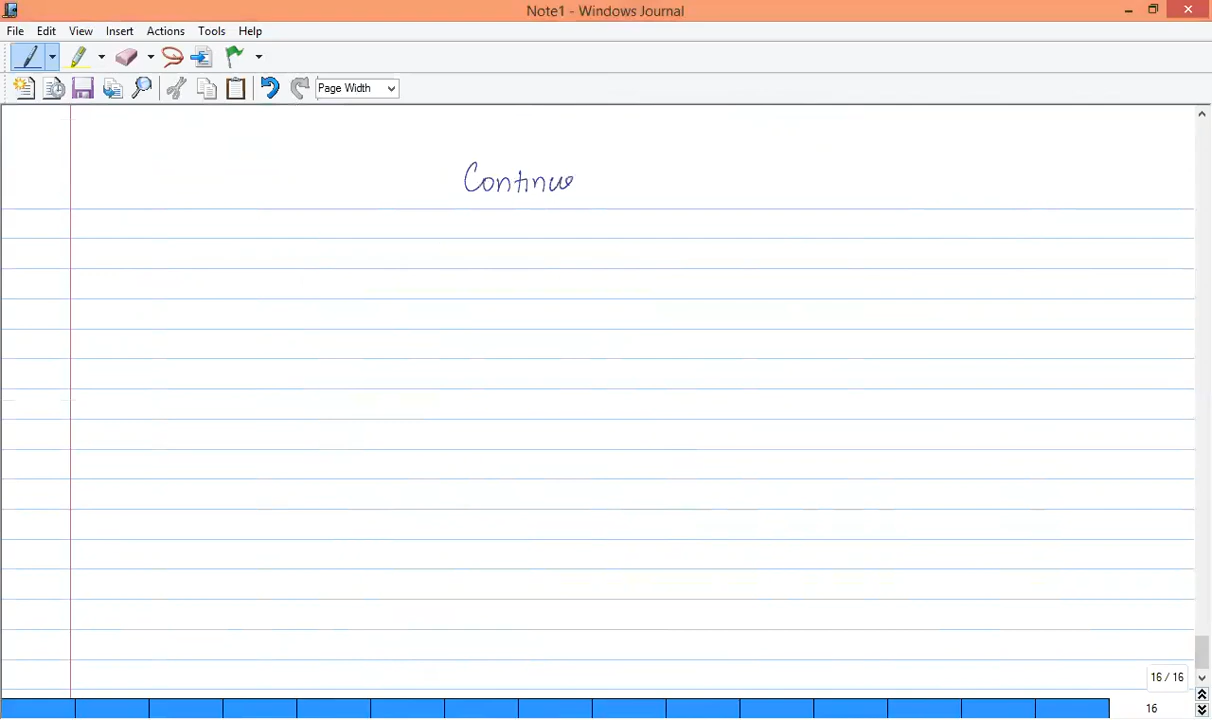 Note1 - Windows Journal
File Edit View Insert Actions Tools Help
Page Width
Continue
16 / 16
16